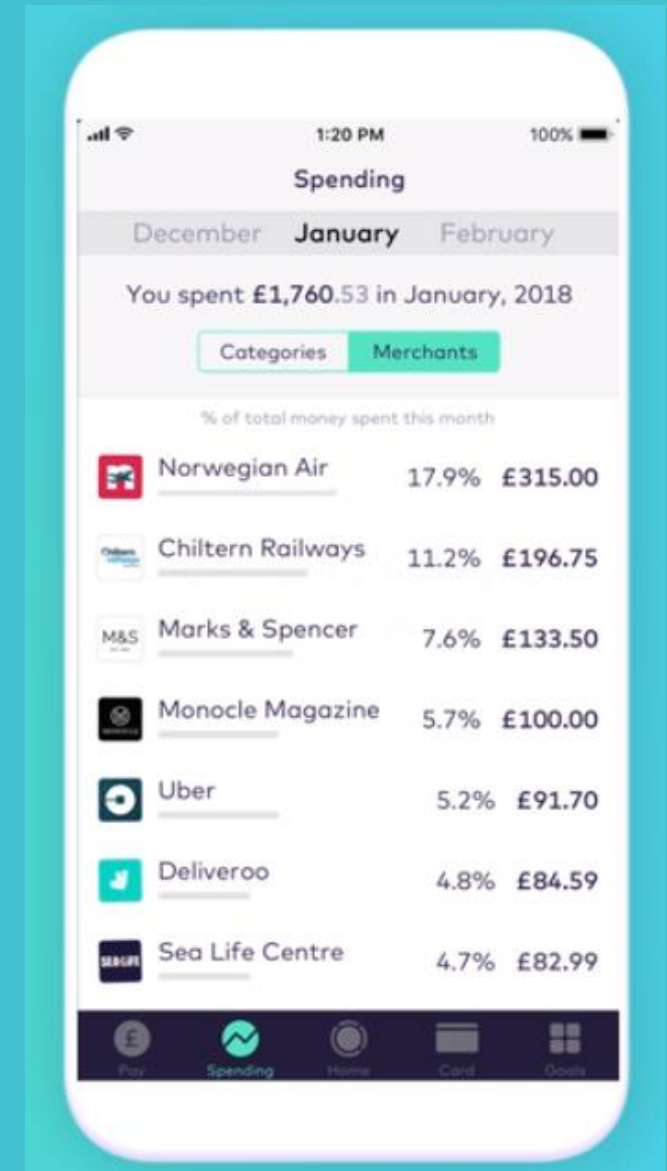 1:20 PM 100%
Spending
December January February
You spent £1,760.53 in January, 2018
Categories Merchants
% of total money spent this month
Norwegian Air 17.9% £315.00
Chiltern Railways 11.2% £196.75
M&S Marks & Spencer 7.6% £133.50
Monocle Magazine 5.7% £100.00
Uber 5.2% £91.70
Deliveroo 4.8% £84.59
SEA LIFE Sea Life Centre 4.7% £82.99
£
Pay Spending Home Card Goals